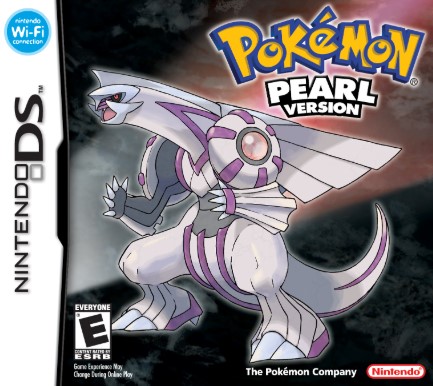 nintendo
Wi-Fi
connection
POKéMON®
PEARL
VERSION
NINTENDO DS™
EVERYONE
E
CONTENT RATED BY
ESRB
Game Experience May
Change During Online Play
The Pokémon Company
Nintendo®